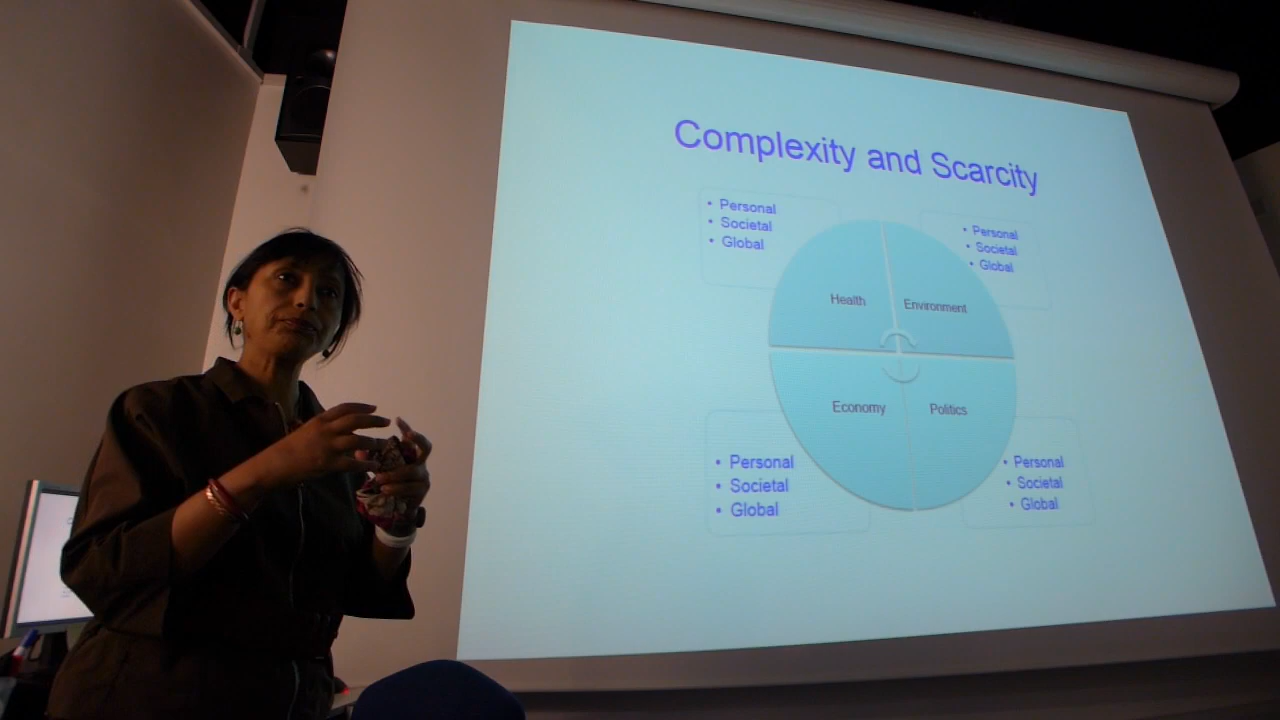 Complexity and Scarcity
• Personal
• Societal
• Global
• Personal
• Societal
• Global
Health
Environment
Economy
Politics
• Personal
• Societal
• Global
• Personal
• Societal
• Global